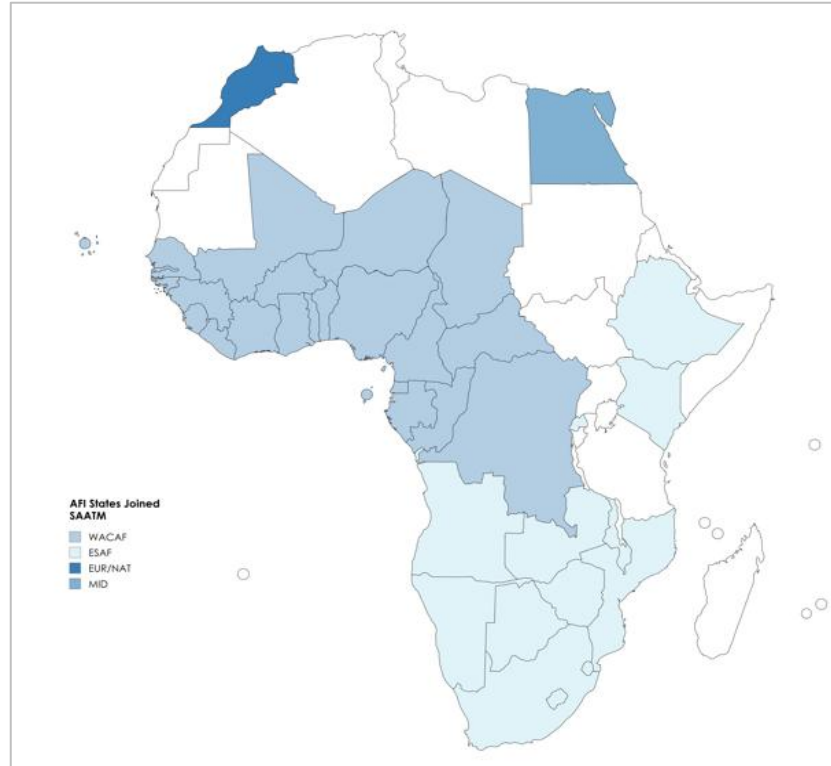 AFI States Joined
SAATM
WACAF
ESAF
EUR/NAT
MID